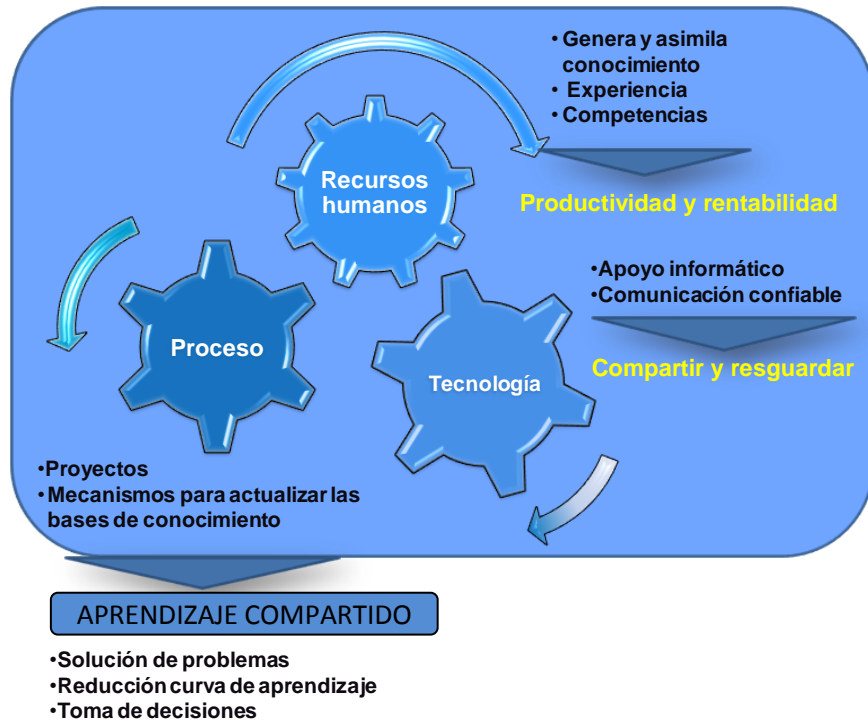 • Genera y asimila
conocimiento
• Experiencia
• Competencias
Productividad y rentabilidad
Recursos
humanos
•Apoyo informático
•Comunicación confiable
Compartir y resguardar
Proceso
Tecnología
•Proyectos
•Mecanismos para actualizar las
bases de conocimiento
APRENDIZAJE COMPARTIDO
•Solución de problemas
•Reducción curva de aprendizaje
•Toma de decisiones